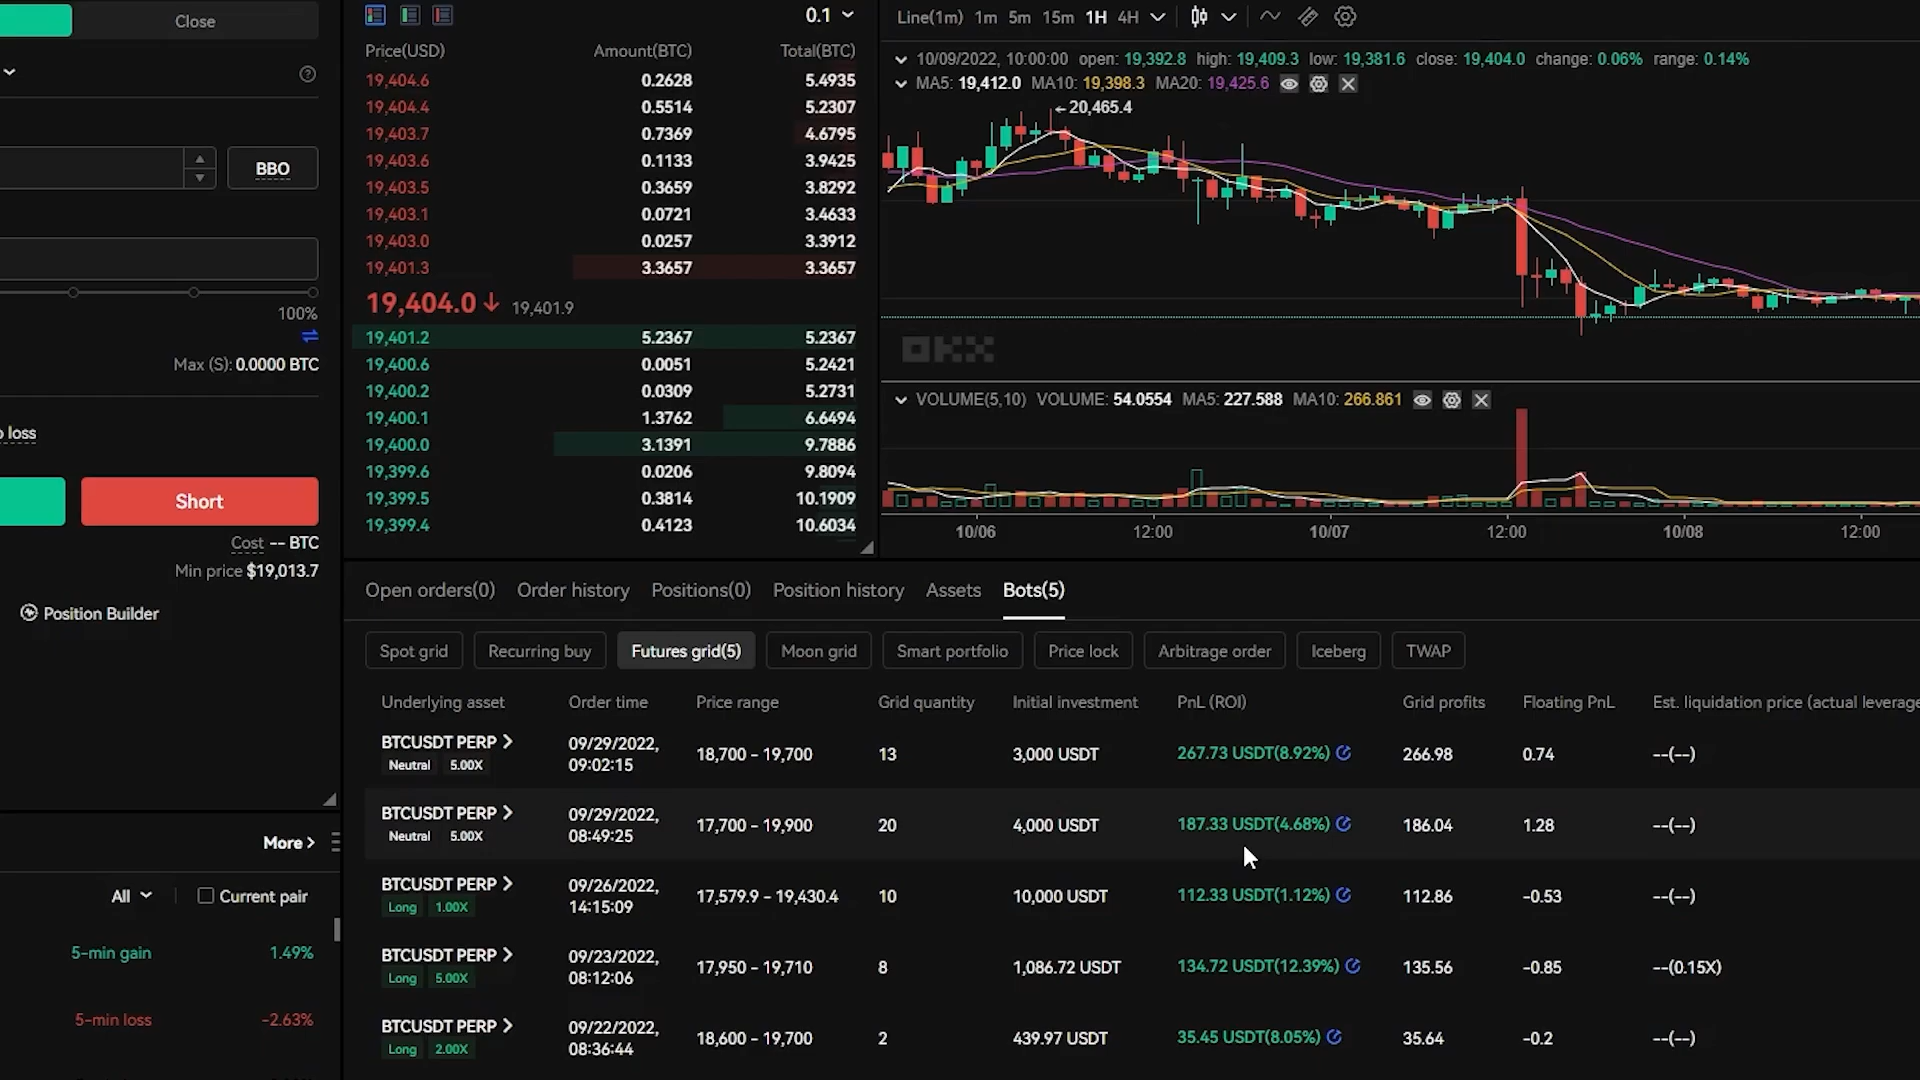 Close
BBO
100%
Max (S): 0.0000 BTC
loss
Short
Cost -- BTC
Min price $19,013.7
Position Builder
More >
All
Current pair
5-min gain 1.49%
5-min loss -2.63%
0.1
Price(USD) Amount(BTC) Total(BTC)
19,404.6 0.2628 5.4935
19,404.4 0.5514 5.2307
19,403.7 0.7369 4.6795
19,403.6 0.1133 3.9425
19,403.5 0.3659 3.8292
19,403.1 0.0721 3.4633
19,403.0 0.0257 3.3912
19,401.3 3.3657 3.3657
19,404.0↓ 19,401.9
19,401.2 5.2367 5.2367
19,400.6 0.0051 5.2421
19,400.2 0.0309 5.2731
19,400.1 1.3762 6.6494
19,400.0 3.1391 9.7886
19,399.6 0.0206 9.8094
19,399.5 0.3814 10.1909
19,399.4 0.4123 10.6034
Line(1m) 1m 5m 15m 1H 4H
10/09/2022, 10:00:00 open: 19,392.8 high: 19,409.3 low: 19,381.6 close: 19,404.0 change: 0.06% range: 0.14%
MA5: 19,412.0 MA10: 19,398.3 MA20: 19,425.6
←20,465.4
OKX
VOLUME(5,10) VOLUME: 54.0554 MA5: 227.588 MA10: 266.861
10/06 12:00 10/07 12:00 10/08 12:00
Open orders(0) Order history Positions(0) Position history Assets Bots(5)
Spot grid Recurring buy Futures grid(5) Moon grid Smart portfolio Price lock Arbitrage order Iceberg TWAP
Underlying asset Order time Price range Grid quantity Initial investment PnL (ROI) Grid profits Floating PnL Est. liquidation price (actual leverage
BTCUSDT PERP > 09/29/2022, 18,700 - 19,700 13 3,000 USDT 267.73 USDT(8.92%) 266.98 0.74 --(--)
Neutral 5.00X 09:02:15
BTCUSDT PERP > 09/29/2022, 17,700 - 19,900 20 4,000 USDT 187.33 USDT(4.68%) 186.04 1.28 --(--)
Neutral 5.00X 08:49:25
BTCUSDT PERP > 09/26/2022, 17,579.9 - 19,430.4 10 10,000 USDT 112.33 USDT(1.12%) 112.86 -0.53 --(--)
Long 1.00X 14:15:09
BTCUSDT PERP > 09/23/2022, 17,950 - 19,710 8 1,086.72 USDT 134.72 USDT(12.39%) 135.56 -0.85 --(0.15X)
Long 5.00X 08:12:06
BTCUSDT PERP > 09/22/2022, 18,600 - 19,700 2 439.97 USDT 35.45 USDT(8.05%) 35.64 -0.2 --(--)
Long 2.00X 08:36:44